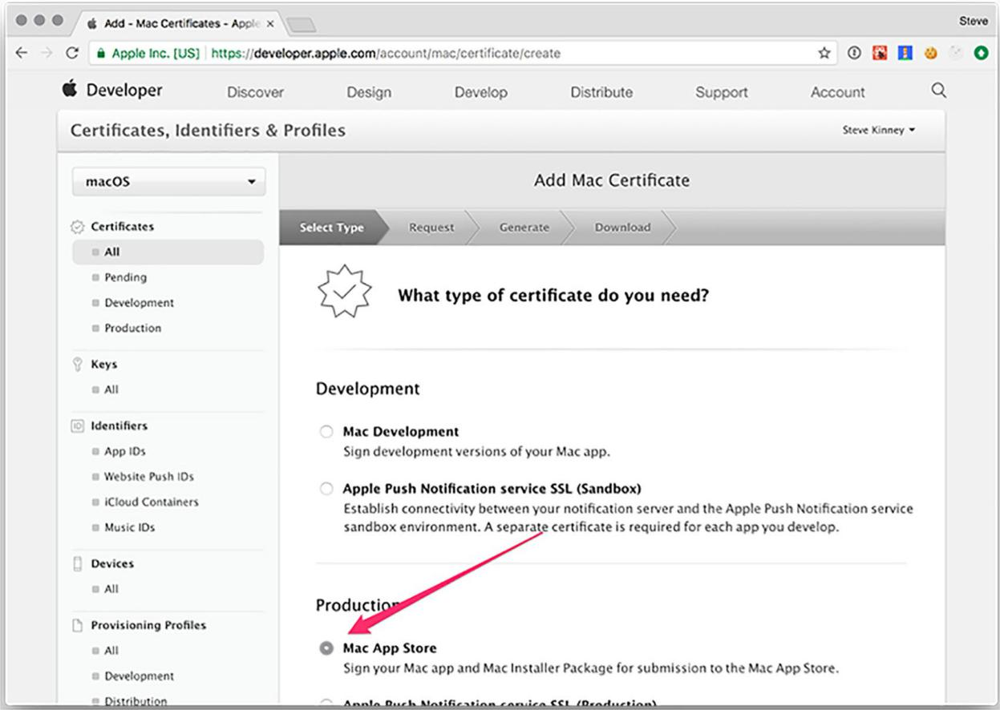 Add - Mac Certificates - Apple
Steve
Apple Inc. [US] https://developer.apple.com/account/mac/certificate/create
Developer Discover Design Develop Distribute Support Account
Certificates, Identifiers & Profiles
Steve Kinney
macOS
Certificates
All
Pending
Development
Production
Keys
All
Identifiers
App IDs
Website Push IDs
iCloud Containers
Music IDs
Devices
All
Provisioning Profiles
All
Development
Distribution
Add Mac Certificate
Select Type Request Generate Download
What type of certificate do you need?
Development
Mac Development
Sign development versions of your Mac app.
Apple Push Notification service SSL (Sandbox)
Establish connectivity between your notification server and the Apple Push Notification service
sandbox environment. A separate certificate is required for each app you develop.
Production
Mac App Store
Sign your Mac app and Mac Installer Package for submission to the Mac App Store.
Apple Push Notification service SSL (Production)